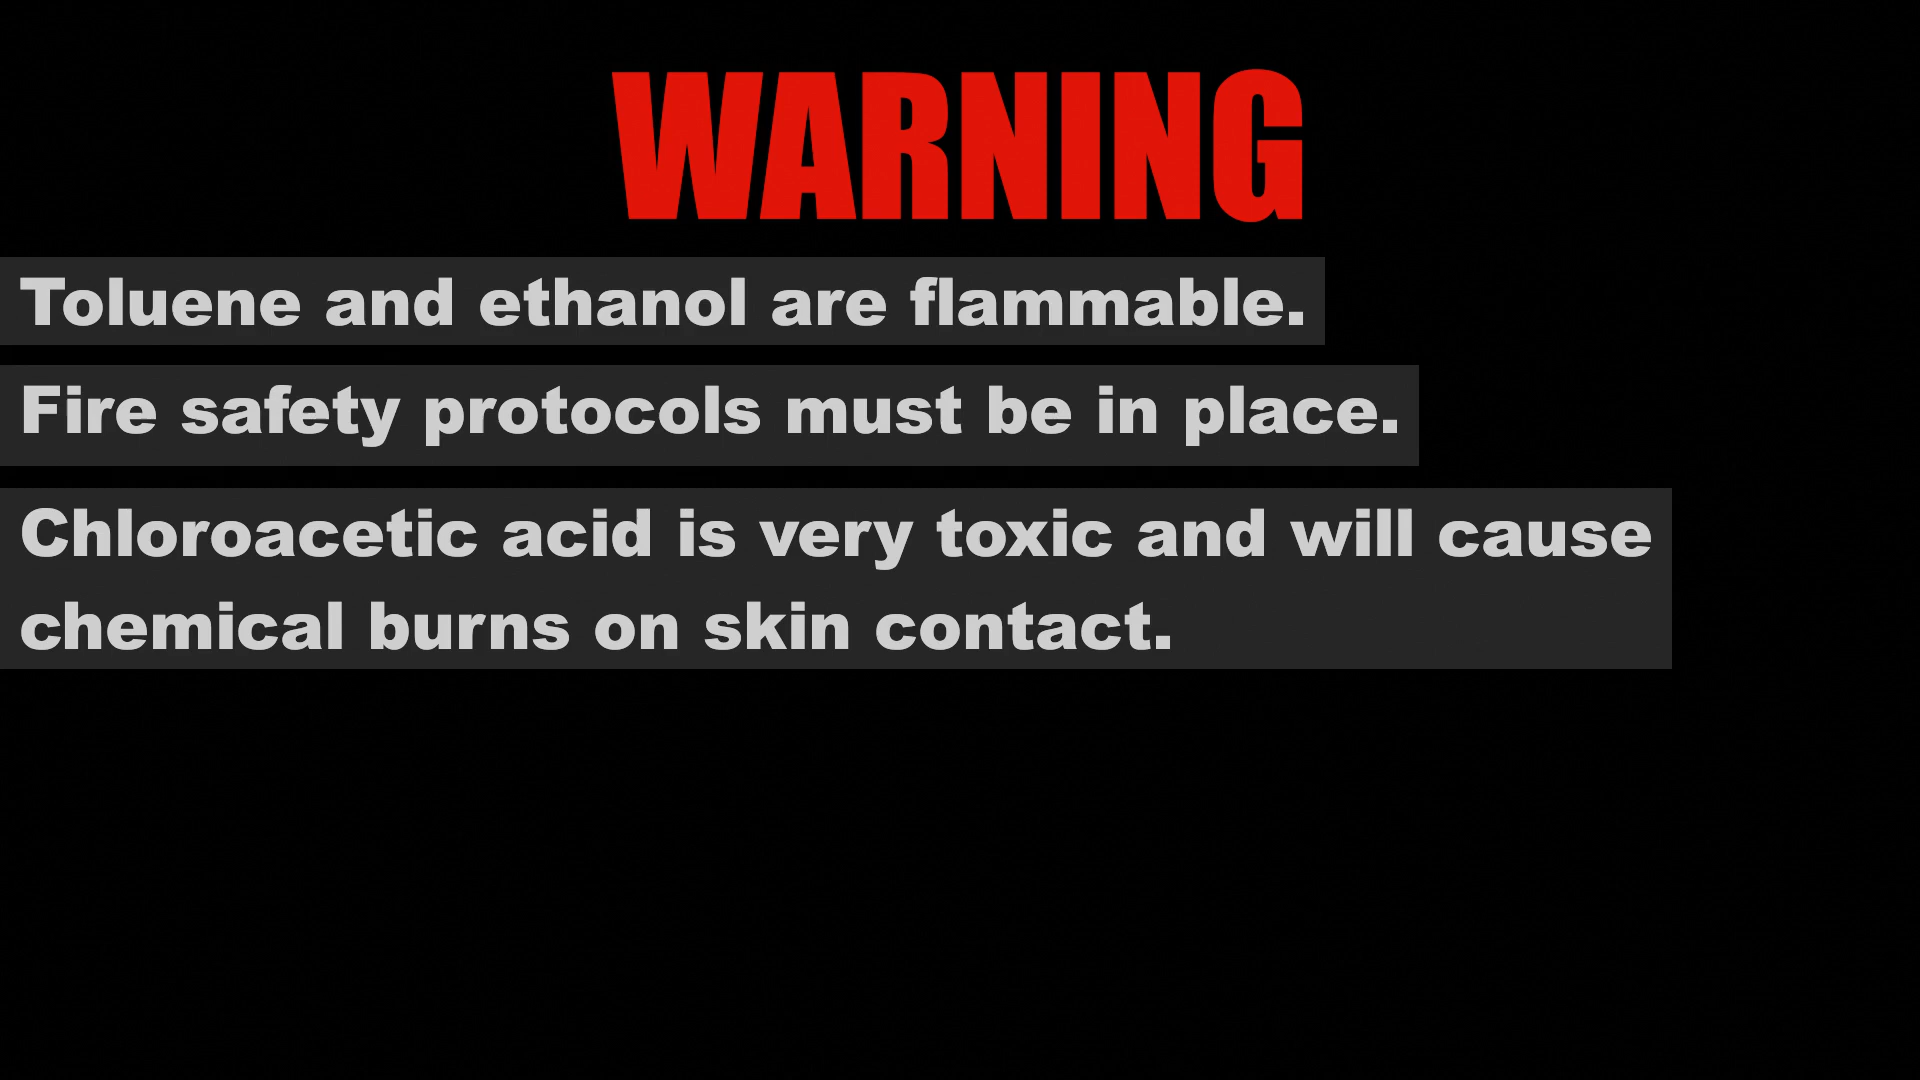 WARNING
Toluene and ethanol are flammable.
Fire safety protocols must be in place.
Chloroacetic acid is very toxic and will cause
chemical burns on skin contact.